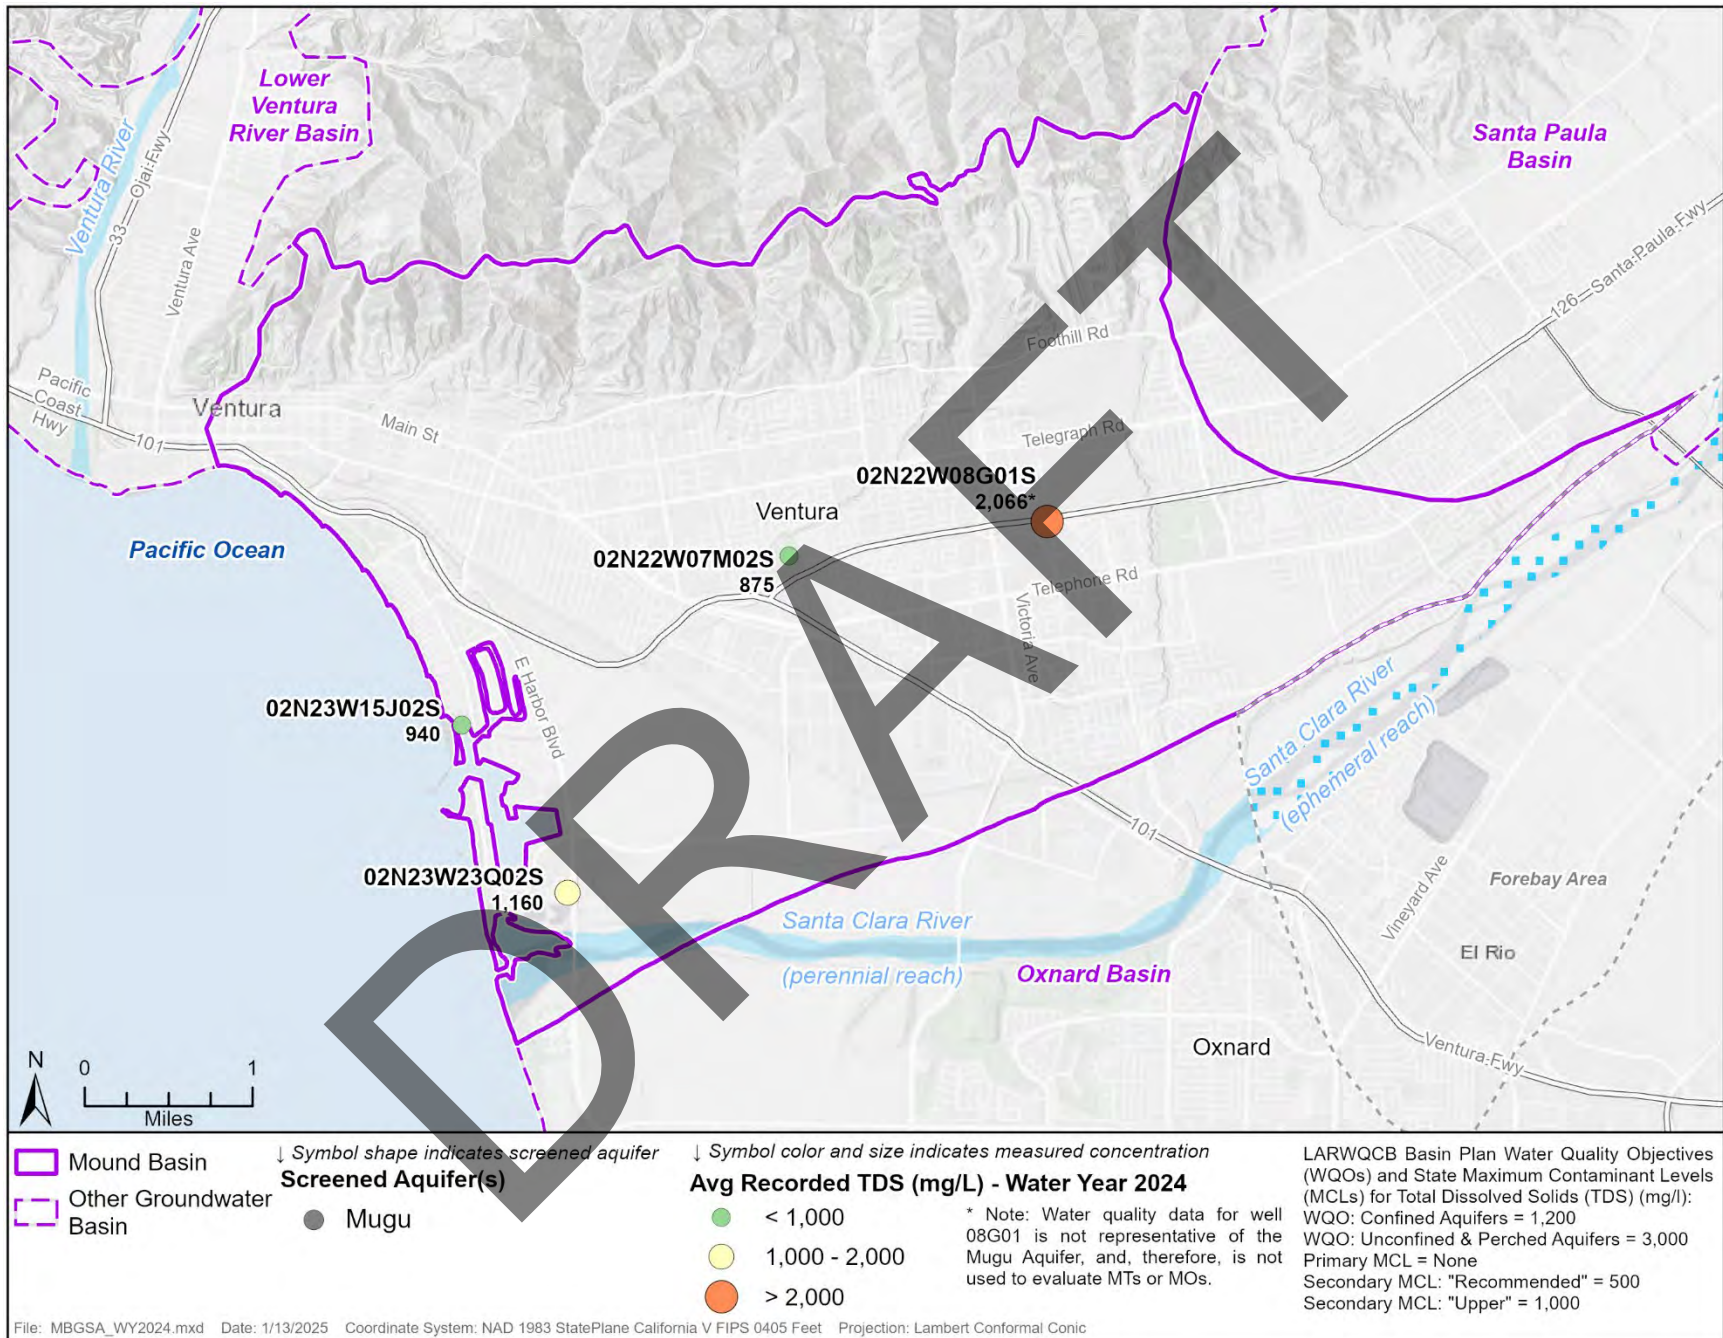 Lower
Ventura
River Basin
Santa Paula
Basin
Ventura River
33
Ojai-Fwy
Ventura Ave
126
Santa-Paula-Fwy
Foothill Rd
Pacific
Coast
Hwy
101
Ventura
Main St
Telegraph Rd
02N22W08G01S
2,066*
Ventura
Pacific Ocean
02N22W07M02S
875
Telephone Rd
Victoria Ave
E Harbor Blvd
02N23W15J02S
940
Santa Clara River
(ephemeral reach)
101
02N23W23Q02S
1,160
Vineyard Ave
Forebay Area
Santa Clara River
(perennial reach)
Oxnard Basin
El Rio
Oxnard
Ventura-Fwy
DRAFT
N
0 1
Miles
Mound Basin
Other Groundwater
Basin
↓ Symbol shape indicates screened aquifer
Screened Aquifer(s)
Mugu
↓ Symbol color and size indicates measured concentration
Avg Recorded TDS (mg/L) - Water Year 2024
< 1,000
1,000 - 2,000
> 2,000
* Note: Water quality data for well
08G01 is not representative of the
Mugu Aquifer, and, therefore, is not
used to evaluate MTs or MOs.
LARWQCB Basin Plan Water Quality Objectives
(WQOs) and State Maximum Contaminant Levels
(MCLs) for Total Dissolved Solids (TDS) (mg/l):
WQO: Confined Aquifers = 1,200
WQO: Unconfined & Perched Aquifers = 3,000
Primary MCL = None
Secondary MCL: "Recommended" = 500
Secondary MCL: "Upper" = 1,000
File: MBGSA_WY2024.mxd Date: 1/13/2025 Coordinate System: NAD 1983 StatePlane California V FIPS 0405 Feet Projection: Lambert Conformal Conic